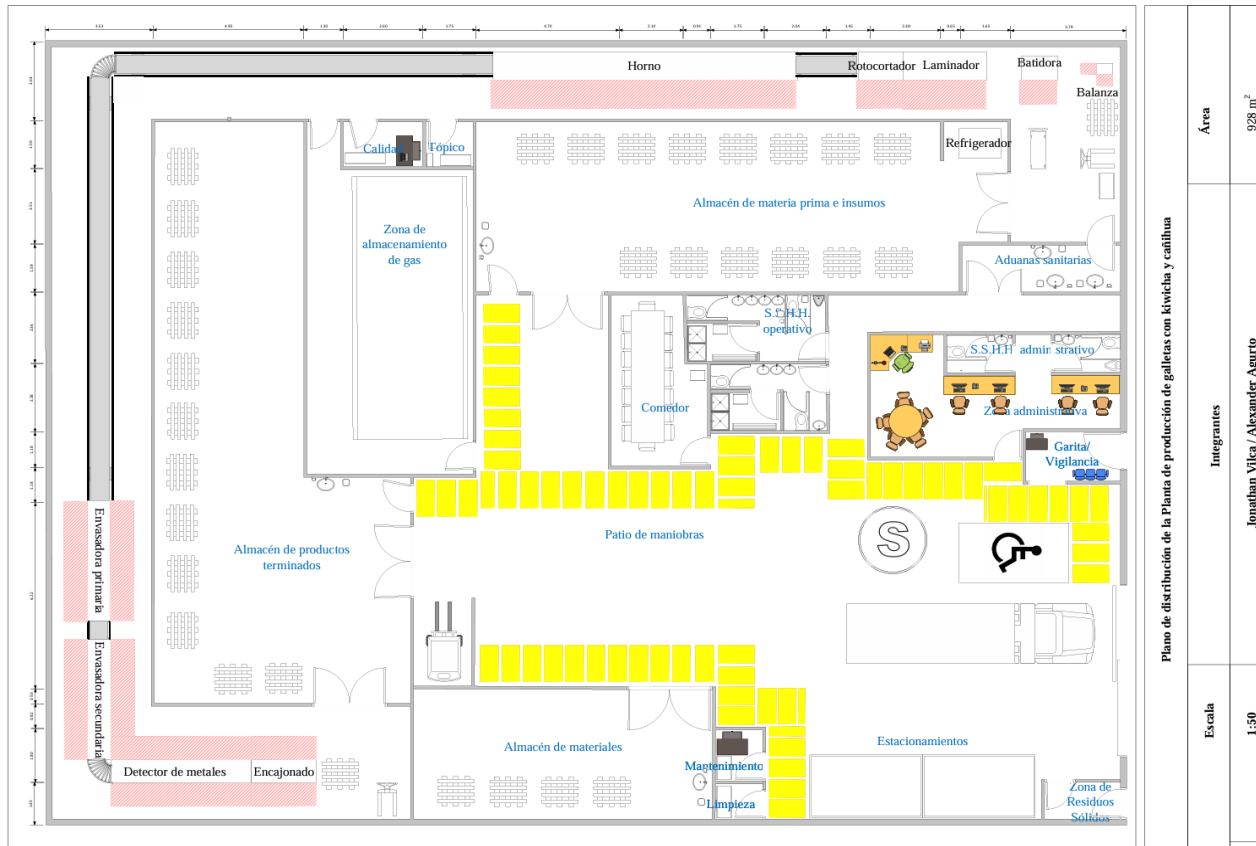 Horno
Rotocortador
Laminador
Batidora
Balanza
Calidad
Tópico
Refrigerador
Almacén de materia prima e insumos
Zona de
almacenamiento
de gas
Aduanas sanitarias
S.S.H.H.
operativo
S.S.H.H administrativo
Comedor
Zona administrativa
Garita/
Vigilancia
Envasadora primaria
Almacén de productos
terminados
Patio de maniobras
S
Envasadora secundaria
Detector de metales
Encajonado
Almacén de materiales
Mantenimiento
Limpieza
Estacionamientos
Zona de
Residuos
Sólidos
Plano de distribución de la Planta de producción de galletas con kiwicha y cañihua
Área
928 m²
Integrantes
Jonathan Vilca / Alexander Agurto
Escala
1:50